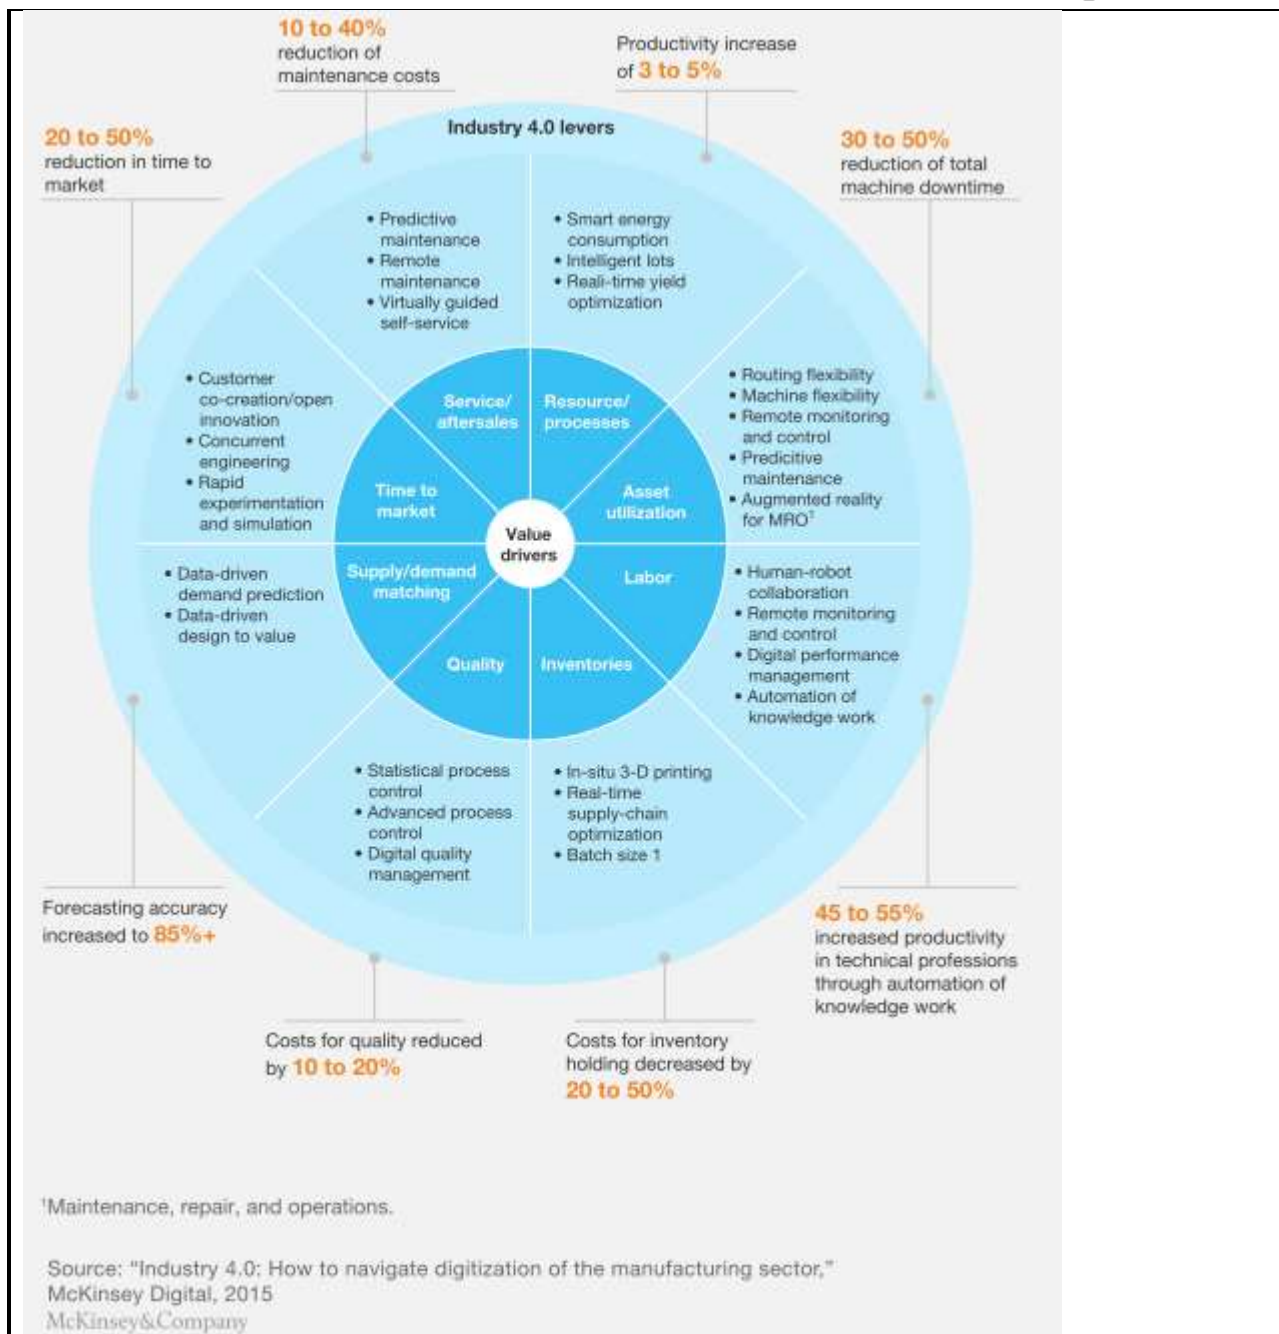 10 to 40%
reduction of
maintenance costs
Productivity increase
of 3 to 5%
20 to 50%
reduction in time to
market
Industry 4.0 levers
30 to 50%
reduction of total
machine downtime
• Predictive
maintenance
• Remote
maintenance
• Virtually guided
self-service
• Smart energy
consumption
• Intelligent lots
• Reali-time yield
optimization
• Customer
co-creation/open
innovation
• Concurrent
engineering
• Rapid
experimentation
and simulation
Service/
aftersales
Resource/
processes
• Routing flexibility
• Machine flexibility
• Remote monitoring
and control
• Predicitive
maintenance
• Augmented reality
for MRO¹
Time to
market
Asset
utilization
Value
drivers
• Data-driven
demand prediction
• Data-driven
design to value
Supply/demand
matching
Labor
• Human-robot
collaboration
• Remote monitoring
and control
• Digital performance
management
• Automation of
knowledge work
Quality
Inventories
• Statistical process
control
• Advanced process
control
• Digital quality
management
• In-situ 3-D printing
• Real-time
supply-chain
optimization
• Batch size 1
Forecasting accuracy
increased to 85%+
45 to 55%
increased productivity
in technical professions
through automation of
knowledge work
Costs for quality reduced
by 10 to 20%
Costs for inventory
holding decreased by
20 to 50%
¹Maintenance, repair, and operations.
Source: “Industry 4.0: How to navigate digitization of the manufacturing sector,”
McKinsey Digital, 2015
McKinsey&Company